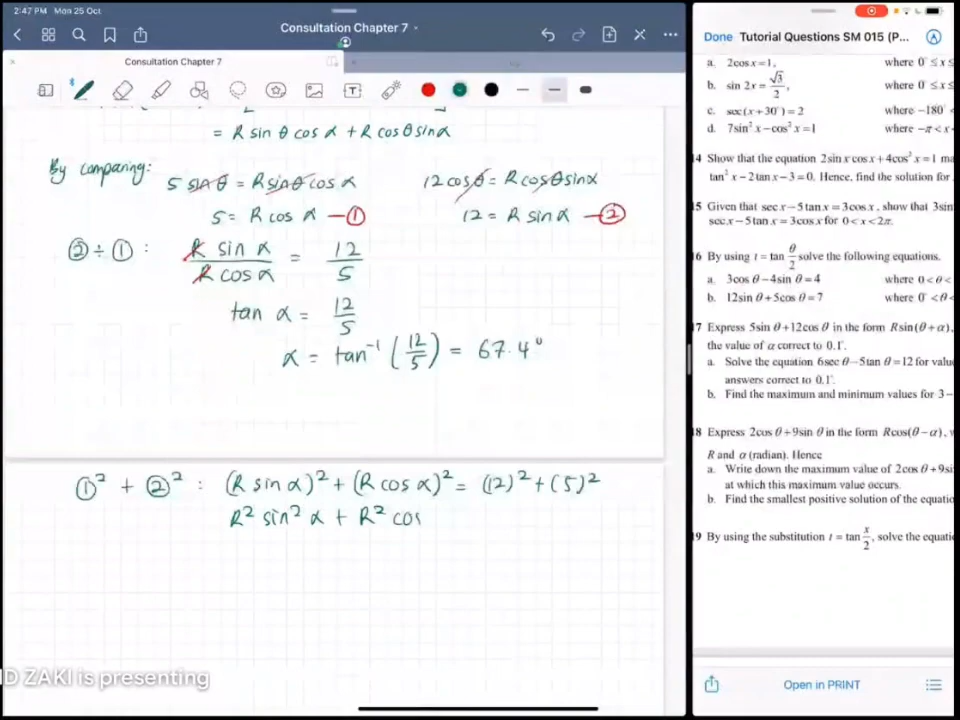 2:47 PM Mon 25 Oct
Consultation Chapter 7
Consultation Chapter 7
= R sin θ cos α + R cos θ sin α
By comparing:
5 sin θ = R sin θ cos α
12 cos θ = R cos θ sin α
5 = R cos α — ①
12 = R sin α — ②
② ÷ ① : R sin α / R cos α = 12 / 5
tan α = 12 / 5
α = tan⁻¹ (12/5) = 67.4°
①² + ②² : (R sin α)² + (R cos α)² = (12)² + (5)²
R² sin² α + R² cos
ND ZAKI is presenting
Done Tutorial Questions SM 015 (P...
a. 2cos x = 1, where 0° ≤ x
b. sin 2x = √3/2, where 0° ≤ x
c. sec(x+30°) = 2 where −180°
d. 7sin² x − cos² x = 1 where −π < x
14 Show that the equation 2sin x cos x + 4cos² x = 1 ma
tan² x − 2tan x − 3 = 0. Hence, find the solution for
15 Given that sec x − 5tan x = 3cos x, show that 3sin
sec x − 5tan x = 3cos x for 0 < x < 2π.
16 By using t = tan θ/2 solve the following equations.
a. 3cos θ − 4sin θ = 4 where 0 < θ <
b. 12sin θ + 5cos θ = 7 where 0° < θ
17 Express 5sin θ + 12cos θ in the form Rsin(θ + α),
the value of α correct to 0.1°.
a. Solve the equation 6sec θ − 5tan θ = 12 for value
answers correct to 0.1°.
b. Find the maximum and minimum values for 3 −
18 Express 2cos θ + 9sin θ in the form Rcos(θ − α), v
R and α (radian). Hence
a. Write down the maximum value of 2cos θ + 9si
at which this maximum value occurs.
b. Find the smallest positive solution of the equatio
19 By using the substitution t = tan x/2, solve the equati
Open in PRINT